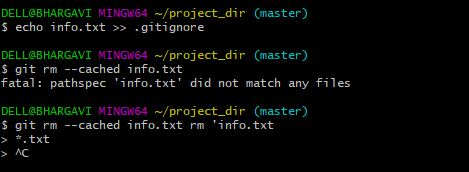 DELL@BHARGAVI MINGW64 ~/project_dir (master)
$ echo info.txt >> .gitignore
DELL@BHARGAVI MINGW64 ~/project_dir (master)
$ git rm --cached info.txt
fatal: pathspec 'info.txt' did not match any files
DELL@BHARGAVI MINGW64 ~/project_dir (master)
$ git rm --cached info.txt rm 'info.txt
> *.txt
> ^C